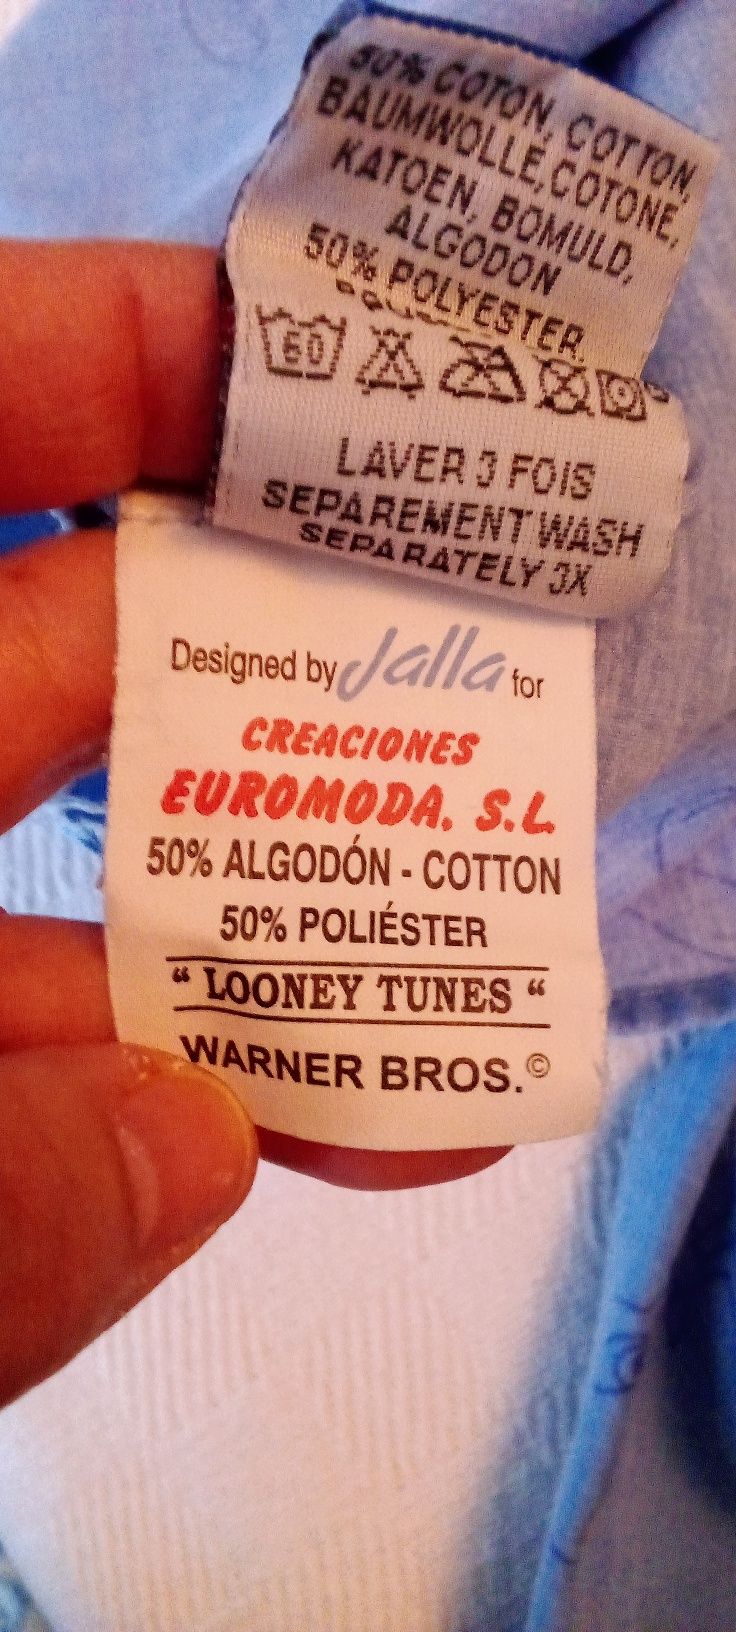 50% COTON, COTTON,
BAUMWOLLE, COTONE,
KATOEN, BOMULD,
ALGODON
50% POLYESTER.
60
LAVER 3 FOIS
SEPAREMENT WASH
SEPARATELY 3X
Designed by Jalla for
CREACIONES
EUROMODA, S.L.
50% ALGODÓN - COTTON
50% POLIÉSTER
“ LOONEY TUNES “
WARNER BROS.©